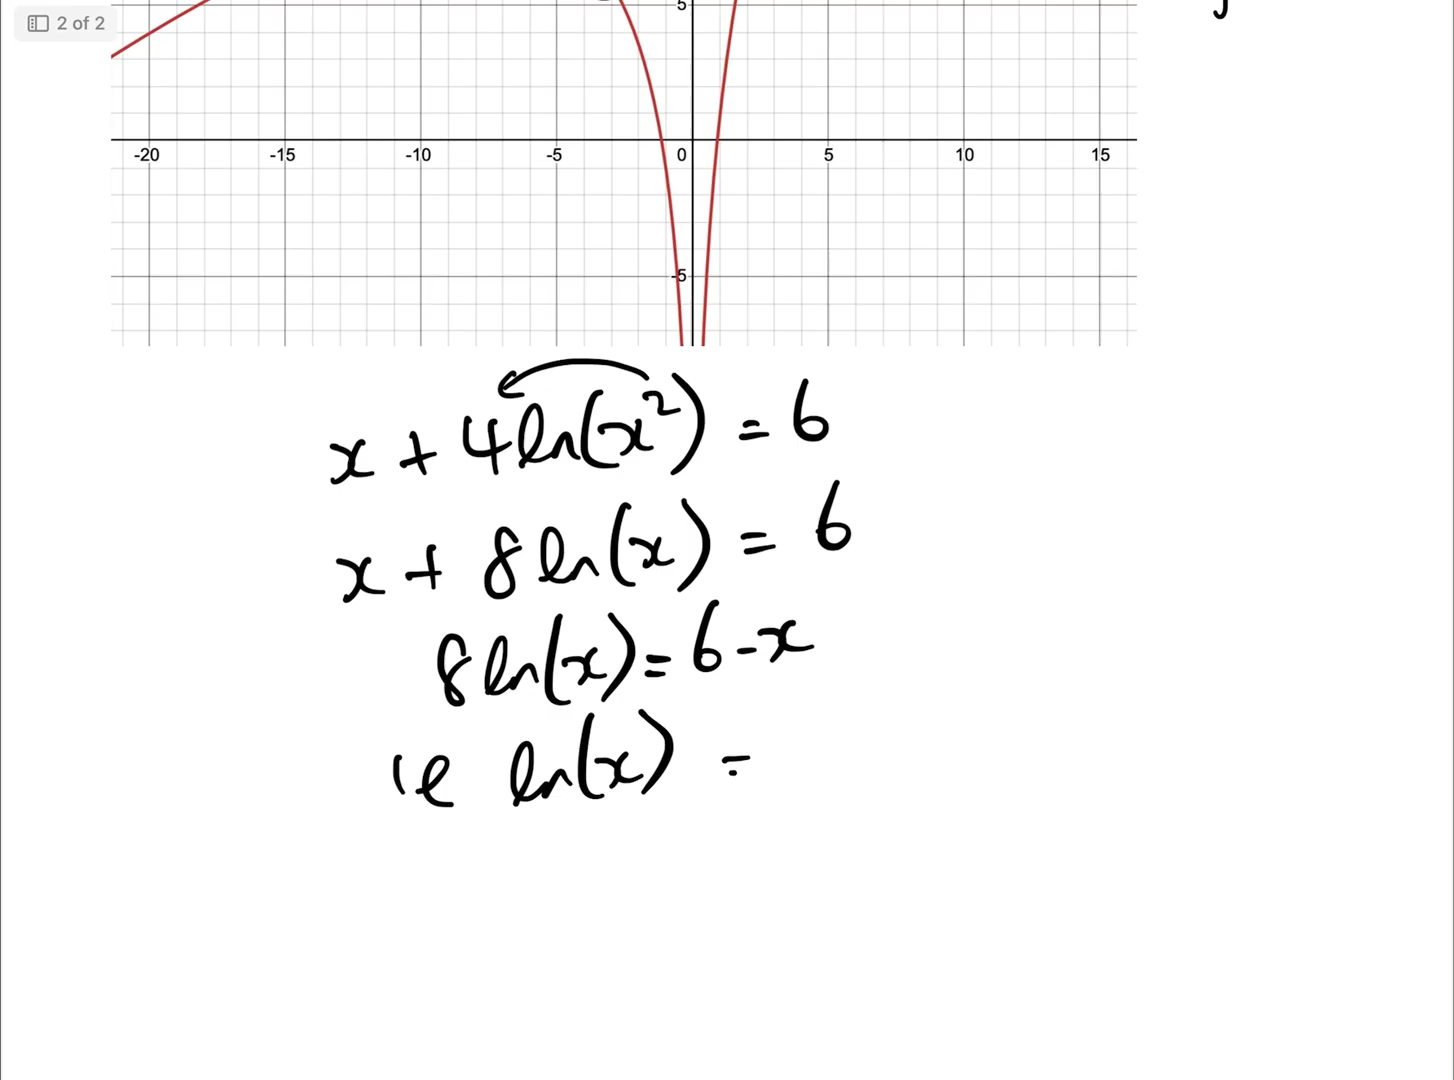 2 of 2
5
-20 -15 -10 -5 0 5 10 15
-5
x + 4ln(x²) = 6
x + 8ln(x) = 6
8ln(x) = 6 - x
ie ln(x) =